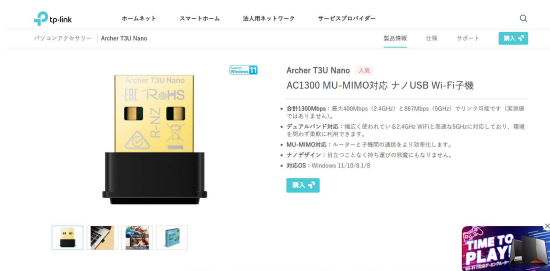 tp-link
ホームネット
スマートホーム
法人用ネットワーク
サービスプロバイダー
パソコンアクセサリー
Archer T3U Nano
製品情報
仕様
サポート
購入
Archer T3U Nano
RoHS
R-NZ
Supports Windows 11
Archer T3U Nano 人気
AC1300 MU-MIMO対応 ナノUSB Wi-Fi子機
合計1300Mbps：最大400Mbps（2.4GHz）と867Mbps（5GHz）でリンク可能です（実測値
ではありません)。
デュアルバンド対応：幅広く使われている2.4GHz WiFiと高速な5GHzに対応しており、環境
を問わず柔軟に利用できます。
MU-MIMO対応：ルーターと子機間の通信をより効率化します。
ナノデザイン：目立つことなく持ち運びの邪魔にもなりません。
対応OS：Windows 11/10/8.1/8
購入
TIME TO
PLAY!